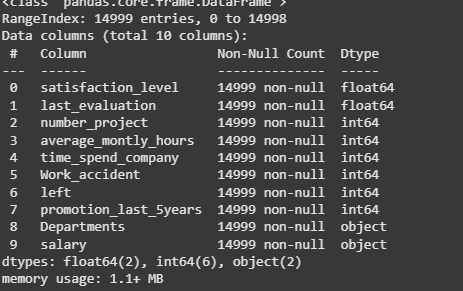 <class 'pandas.core.frame.DataFrame'>
RangeIndex: 14999 entries, 0 to 14998
Data columns (total 10 columns):
 #   Column                 Non-Null Count  Dtype
---  ------                 --------------  -----
 0   satisfaction_level     14999 non-null  float64
 1   last_evaluation        14999 non-null  float64
 2   number_project         14999 non-null  int64
 3   average_montly_hours   14999 non-null  int64
 4   time_spend_company     14999 non-null  int64
 5   Work_accident          14999 non-null  int64
 6   left                   14999 non-null  int64
 7   promotion_last_5years  14999 non-null  int64
 8   Departments            14999 non-null  object
 9   salary                 14999 non-null  object
dtypes: float64(2), int64(6), object(2)
memory usage: 1.1+ MB